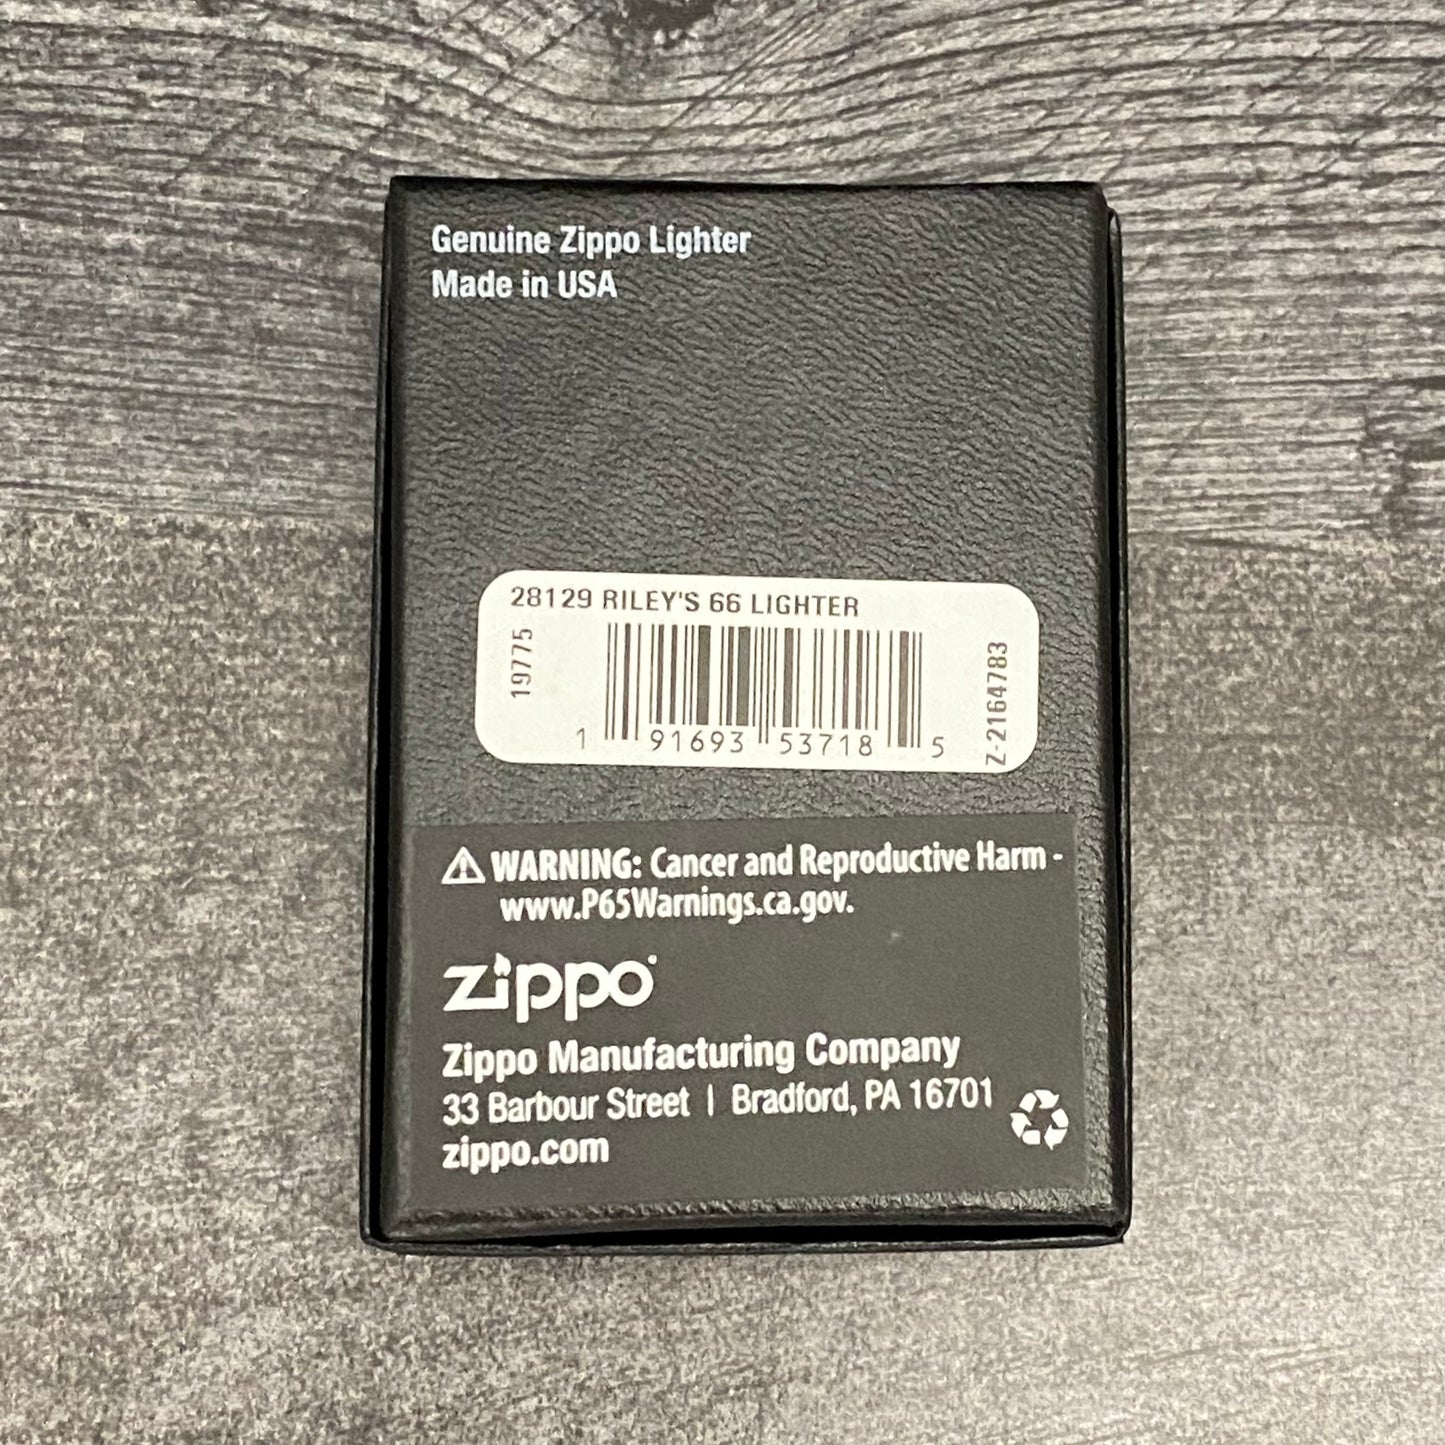 Genuine Zippo Lighter
Made in USA
28129 RILEY'S 66 LIGHTER
19775
1 91693 53718 5
Z-2164783
WARNING: Cancer and Reproductive Harm -
www.P65Warnings.ca.gov.
zippo
Zippo Manufacturing Company
33 Barbour Street | Bradford, PA 16701
zippo.com